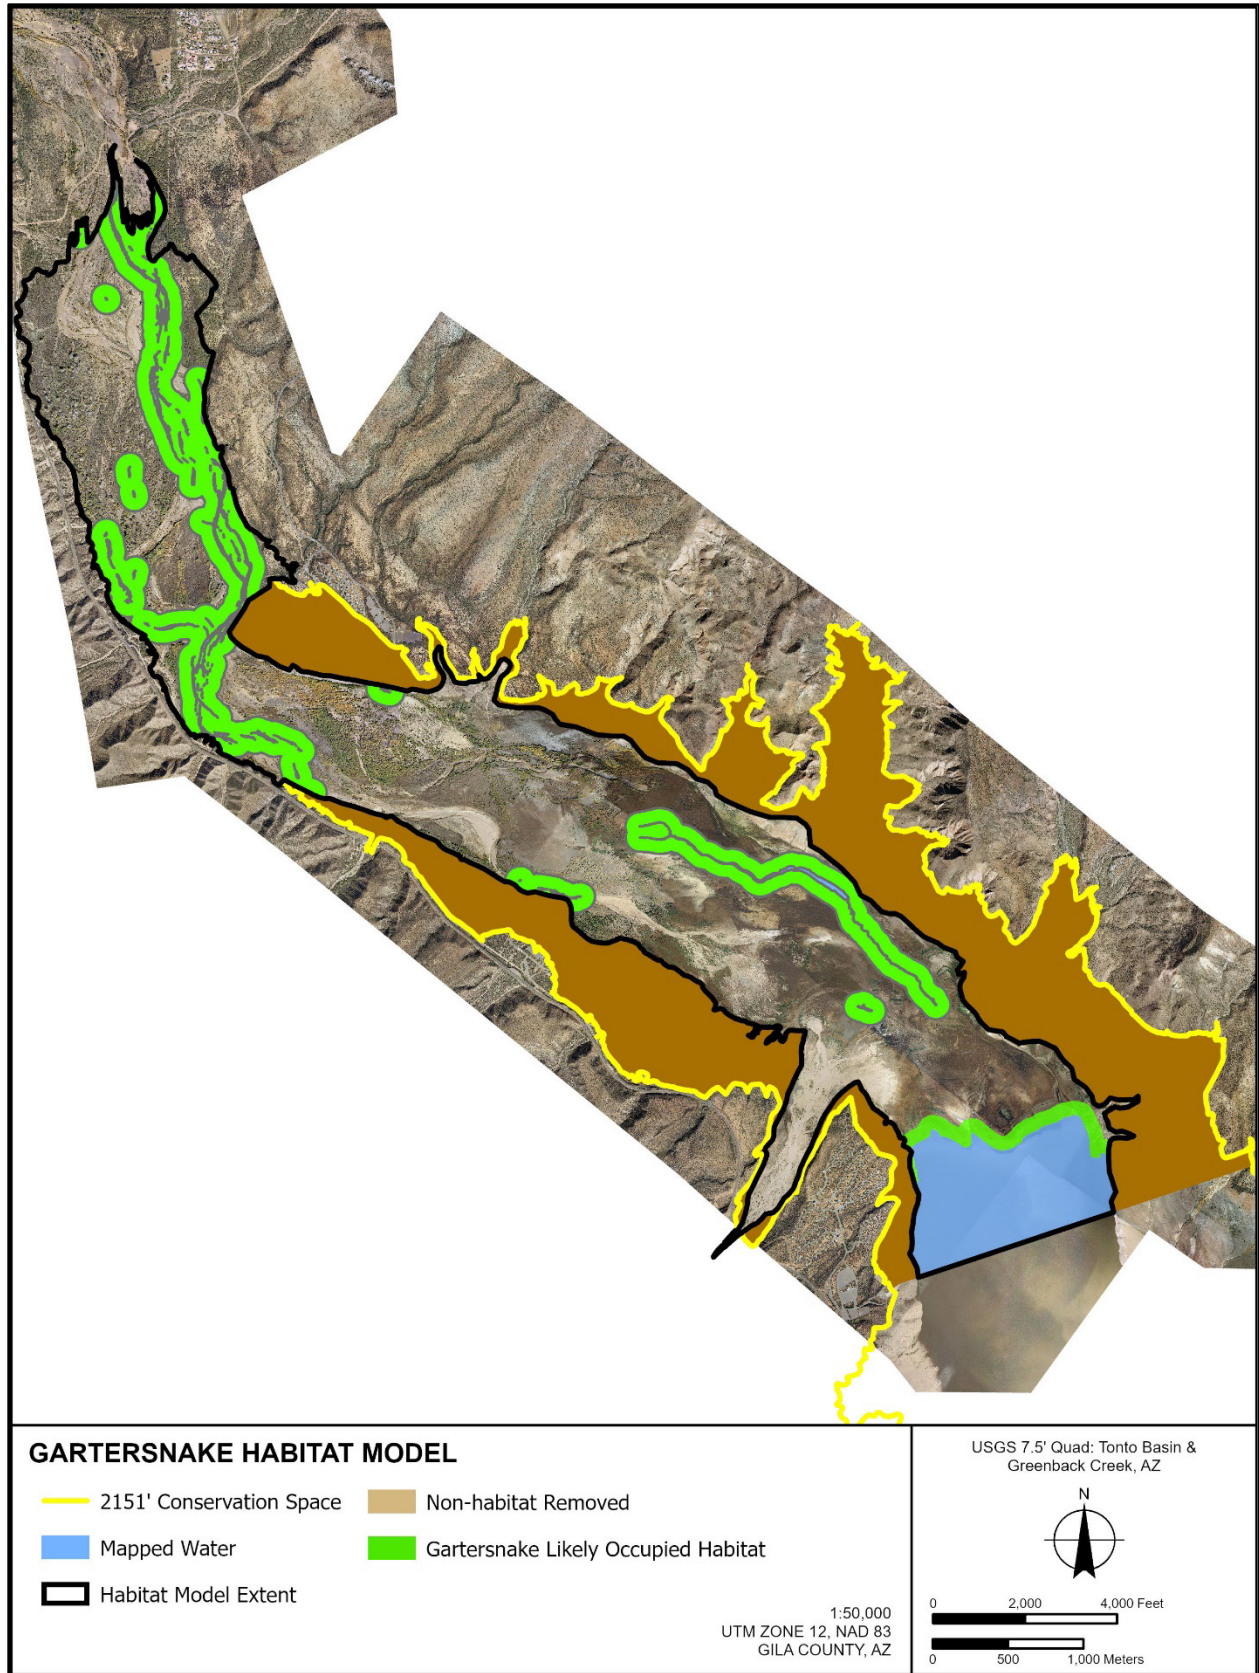 GARTERSNAKE HABITAT MODEL
2151' Conservation Space
Non-habitat Removed
Mapped Water
Gartersnake Likely Occupied Habitat
Habitat Model Extent
1:50,000
UTM ZONE 12, NAD 83
GILA COUNTY, AZ
USGS 7.5' Quad: Tonto Basin &
Greenback Creek, AZ
N
0 2,000 4,000 Feet
0 500 1,000 Meters